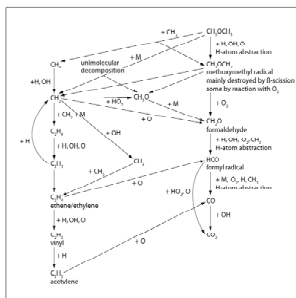 + CH₃
CH₃OCH₃
+ H, OH, O
H-atom abstraction
+ M
unimolecular
decomposition
CH₄
CH₃OCH₂
methoxymethyl radical
mainly destroyed by β-scission
some by reaction with O₂
+ H, OH
CH₃
+ HO₂
CH₃O
+ M
+ O₂
+ O
CH₂O
formaldehyde
+ CH₃ + M
+ OH
C₂H₆
+ H, OH, O
+ H, OH, O, O₂, CH₃
H-atom abstraction
+ H
CH₂
HCO
formyl radical
C₂H₅
+ CH₃
+ O
+ HO₂, O
+ M, O₂, H, CH₃
H-atom abstraction
C₂H₄
ethene/ethylene
CO
+ H, OH, O
+ OH
C₂H₃
vinyl
+ O
CO₂
+ H
C₂H₂
acetylene